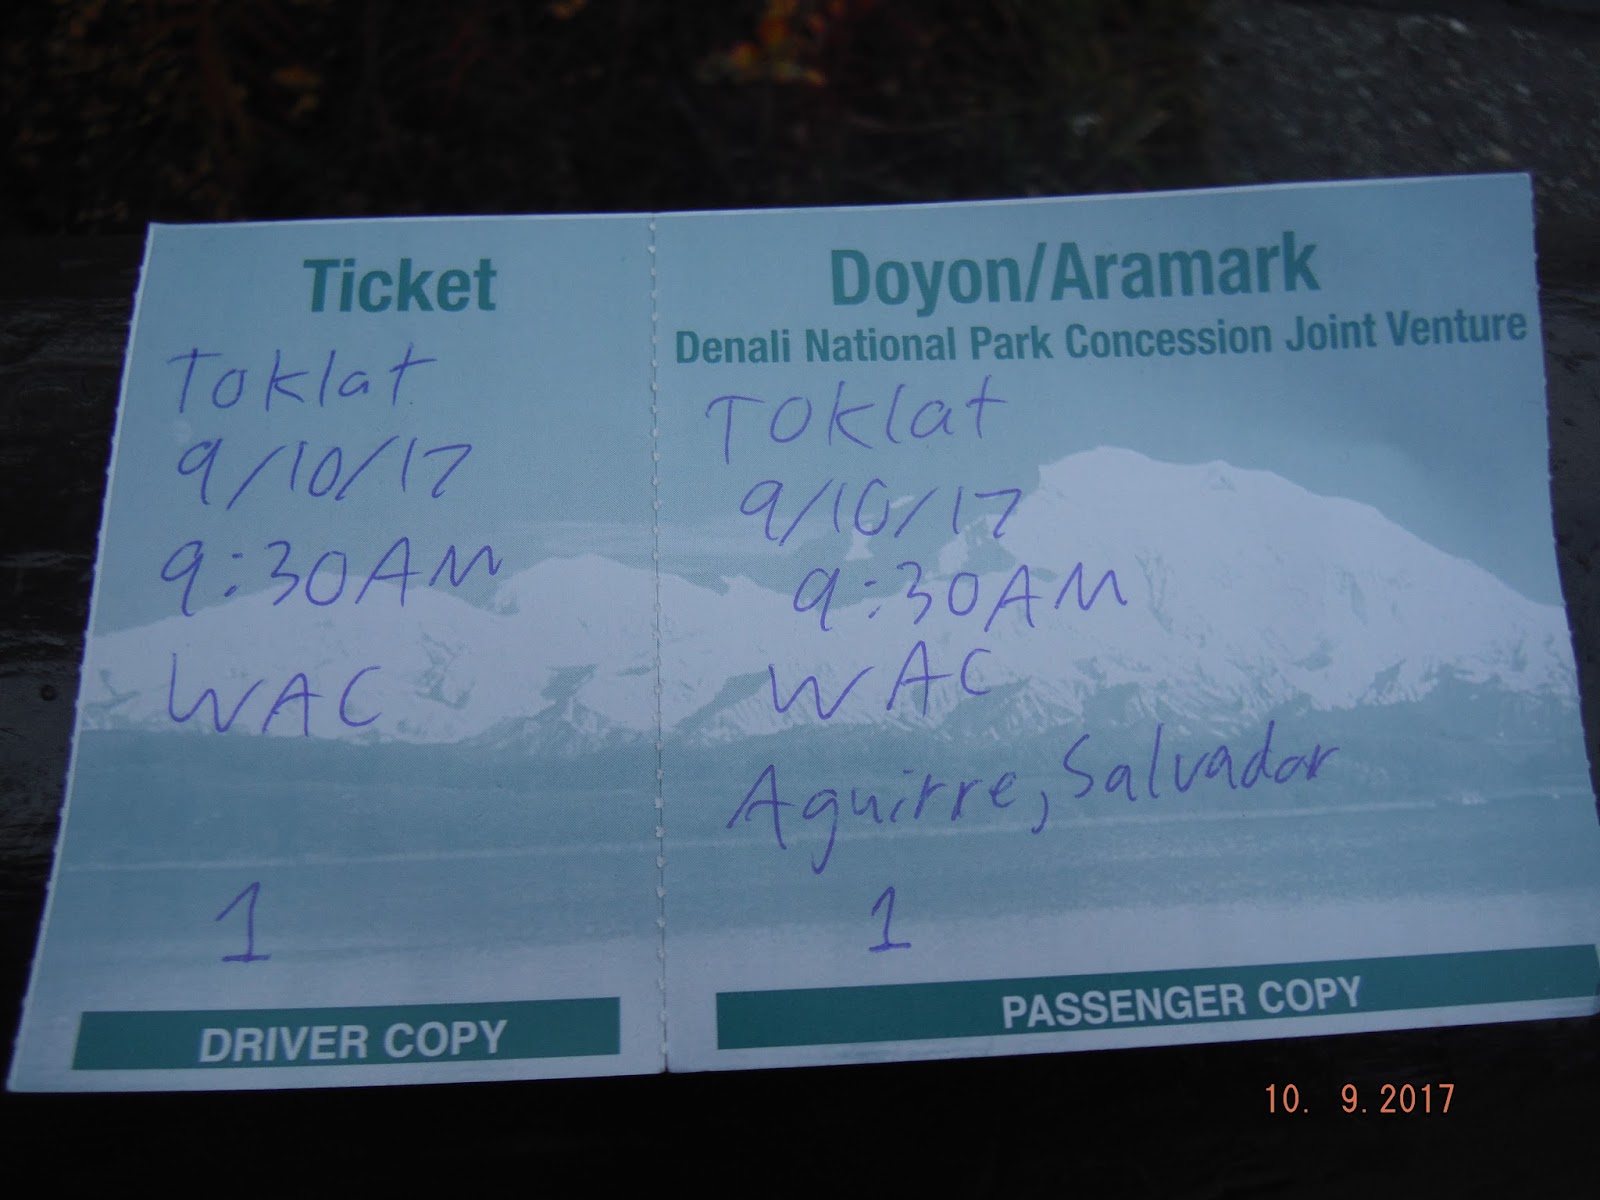 Ticket
Toklat
9/10/17
9:30AM
WAC
1
DRIVER COPY
Doyon/Aramark
Denali National Park Concession Joint Venture
Toklat
9/10/17
9:30AM
WAC
Aguirre, Salvador
1
PASSENGER COPY
10. 9.2017